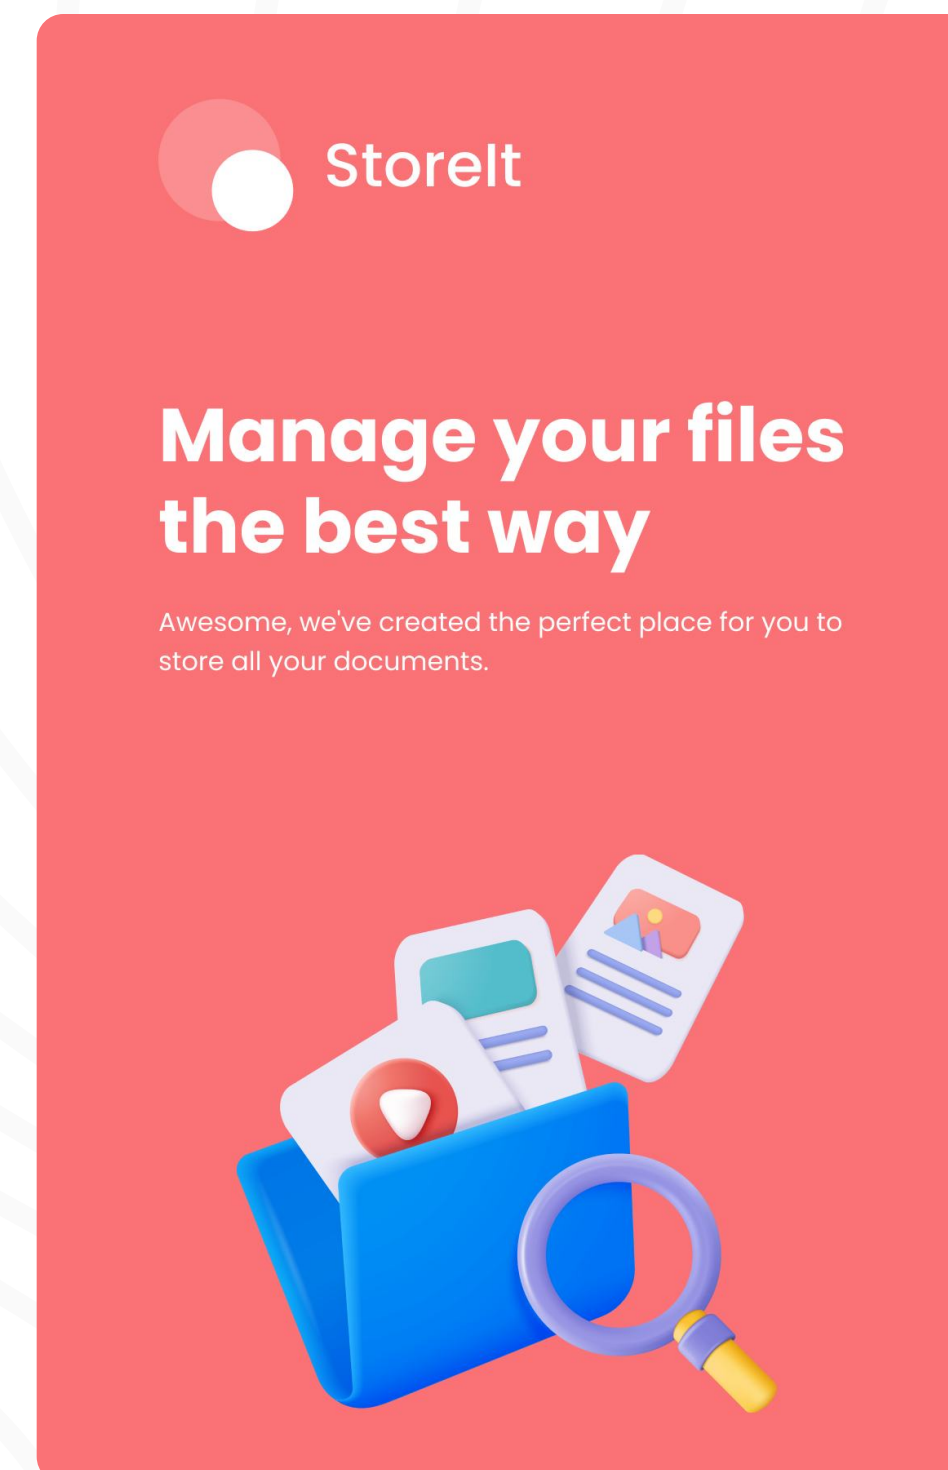 StoreIt
Manage your files
the best way
Awesome, we've created the perfect place for you to
store all your documents.